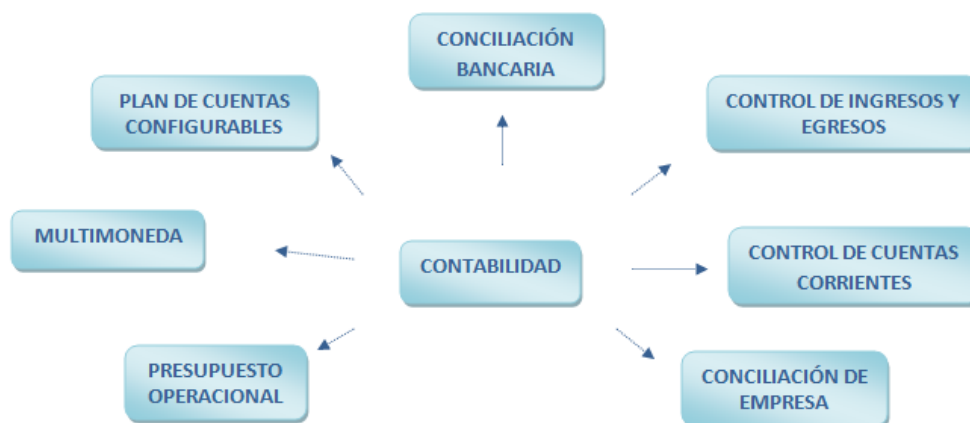 CONCILIACIÓN
BANCARIA
PLAN DE CUENTAS
CONFIGURABLES
CONTROL DE INGRESOS Y
EGRESOS
MULTIMONEDA
CONTABILIDAD
CONTROL DE CUENTAS
CORRIENTES
PRESUPUESTO
OPERACIONAL
CONCILIACIÓN DE
EMPRESA